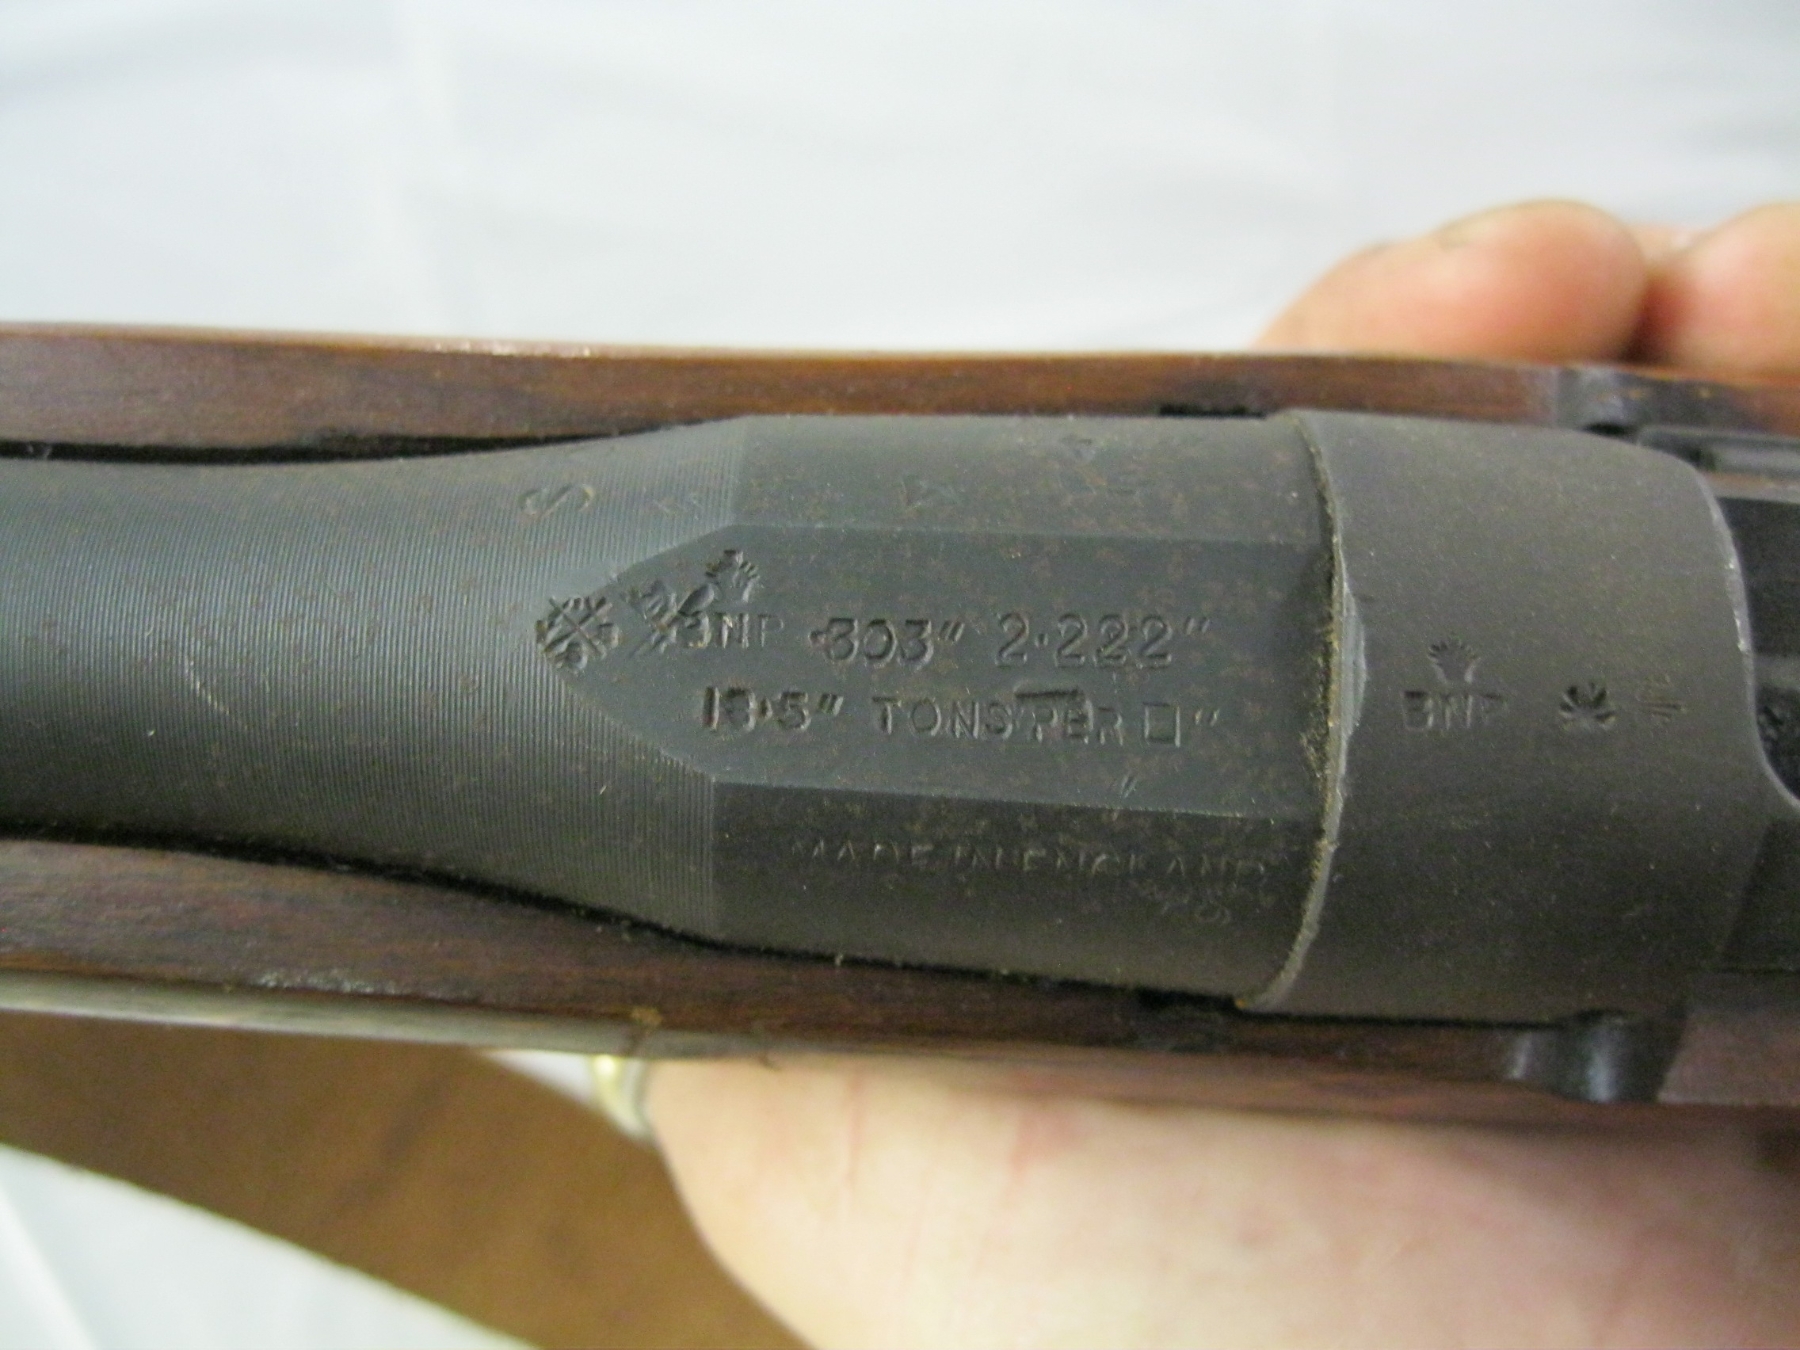 S
BNP .303" 2.222"
18.5" TONS PER □"
BNP
MADE IN ENGLAND